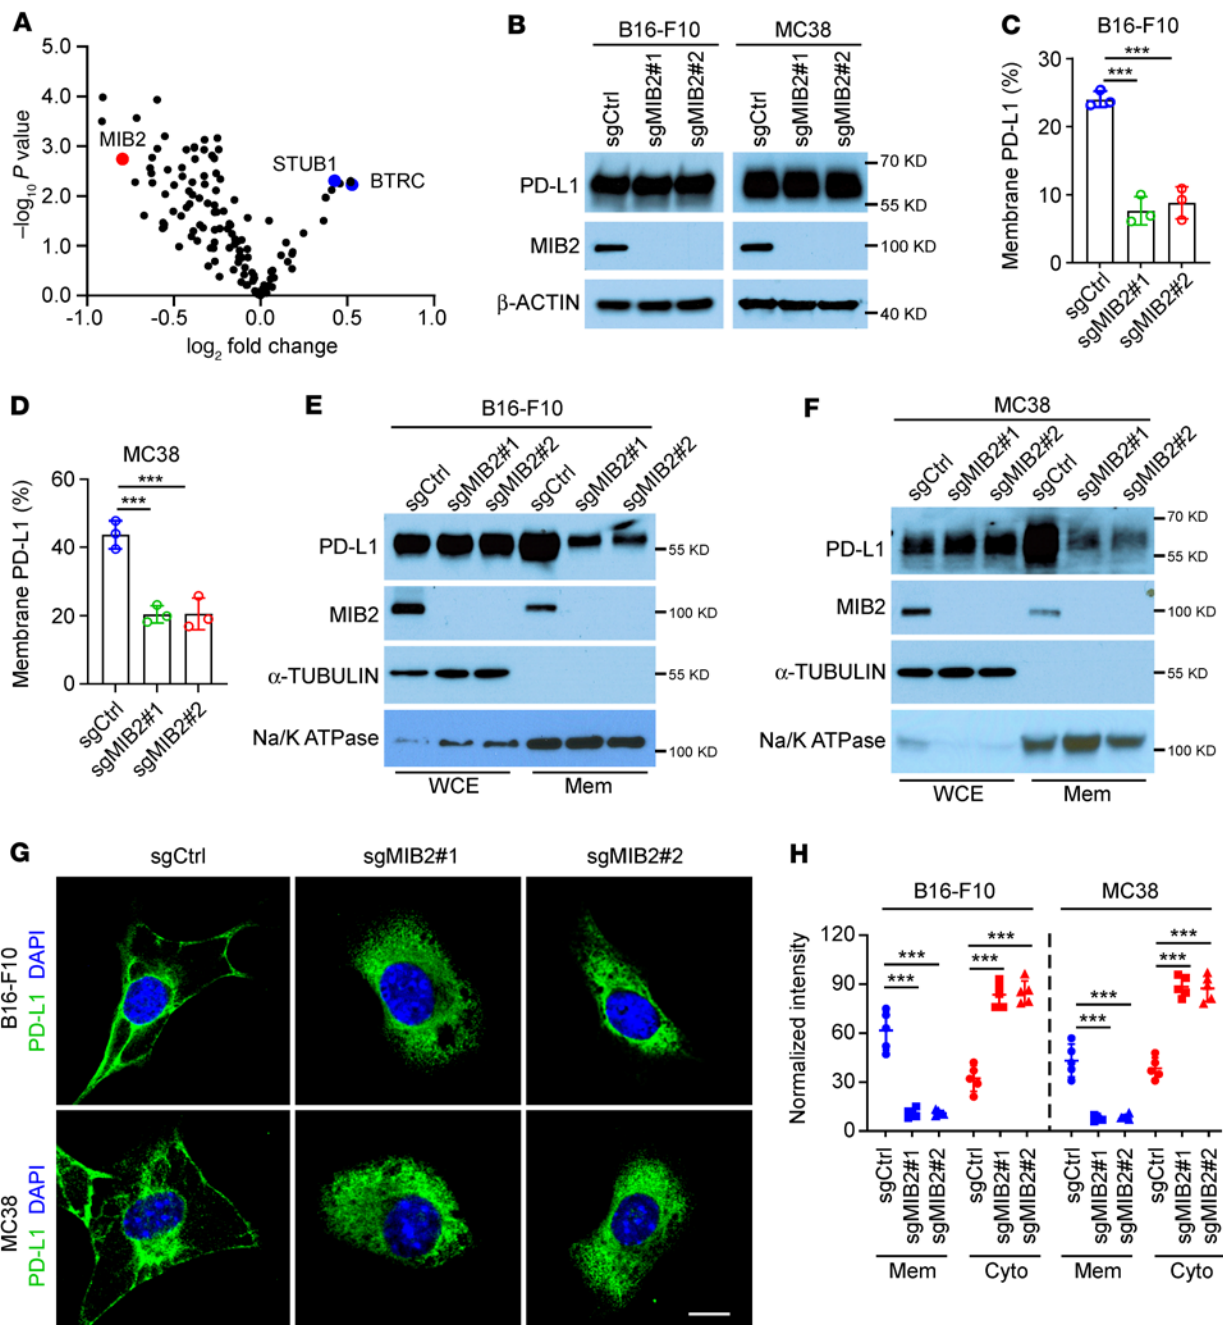 A
5.0
4.0
3.0
2.0
1.0
0.0
–log10 P value
MIB2
STUB1
BTRC
-1.0 -0.5 0.0 0.5 1.0
log2 fold change
B
B16-F10 MC38
sgCtrl sgMIB2#1 sgMIB2#2 sgCtrl sgMIB2#1 sgMIB2#2
PD-L1
70 KD
55 KD
MIB2
100 KD
β-ACTIN
40 KD
C
B16-F10
Membrane PD-L1 (%)
30
20
10
0
***
***
sgCtrl sgMIB2#1 sgMIB2#2
D
MC38
Membrane PD-L1 (%)
60
40
20
0
***
***
sgCtrl sgMIB2#1 sgMIB2#2
E
B16-F10
sgCtrl sgMIB2#1 sgMIB2#2 sgCtrl sgMIB2#1 sgMIB2#2
PD-L1 55 KD
MIB2 100 KD
α-TUBULIN 55 KD
Na/K ATPase 100 KD
WCE Mem
F
MC38
sgCtrl sgMIB2#1 sgMIB2#2 sgCtrl sgMIB2#1 sgMIB2#2
70 KD
PD-L1 55 KD
MIB2 100 KD
α-TUBULIN 55 KD
Na/K ATPase 100 KD
WCE Mem
G
sgCtrl sgMIB2#1 sgMIB2#2
B16-F10
PD-L1 DAPI
MC38
PD-L1 DAPI
H
B16-F10 MC38
Normalized intensity
120
90
60
30
0
*** *** *** ***
*** *** *** ***
sgCtrl sgMIB2#1 sgMIB2#2 sgCtrl sgMIB2#1 sgMIB2#2 sgCtrl sgMIB2#1 sgMIB2#2 sgCtrl sgMIB2#1 sgMIB2#2
Mem Cyto Mem Cyto